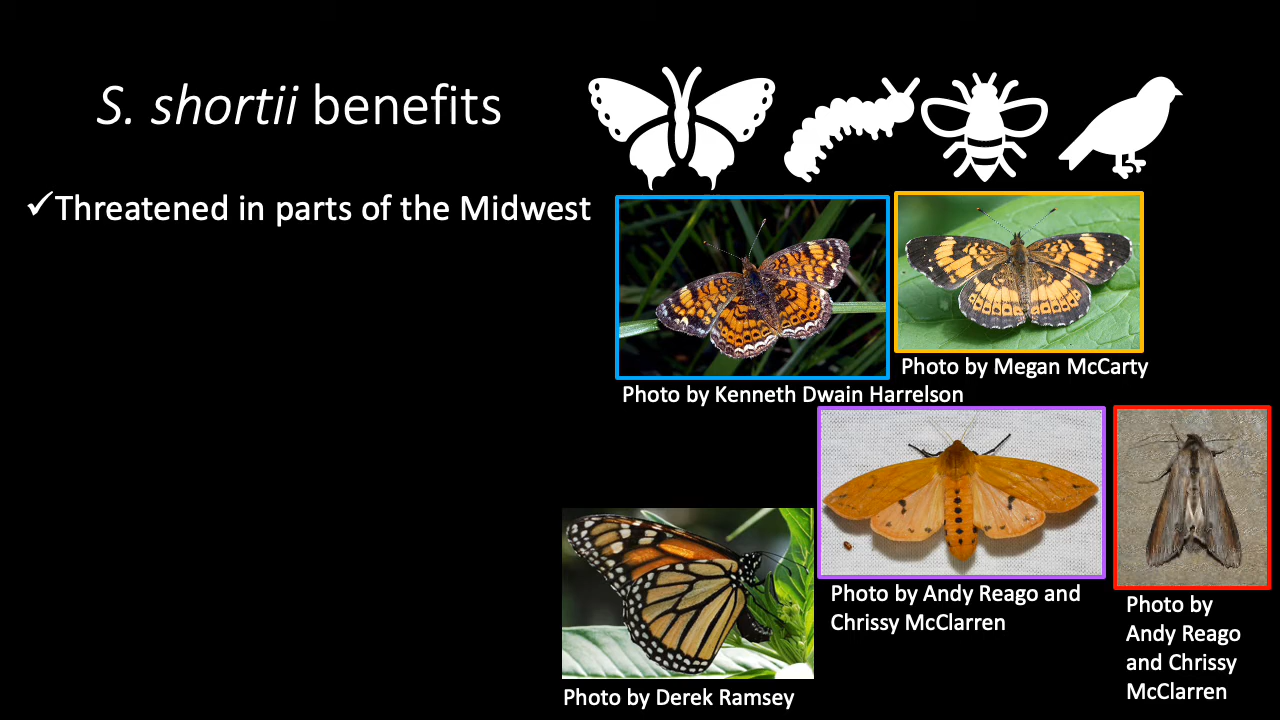 S. shortii benefits
✓Threatened in parts of the Midwest
Photo by Megan McCarty
Photo by Kenneth Dwain Harrelson
Photo by Andy Reago and
Chrissy McClarren
Photo by
Andy Reago
and Chrissy
McClarren
Photo by Derek Ramsey